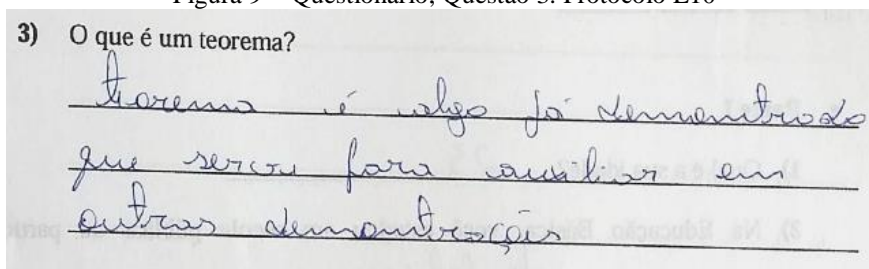 Figura 9 – Questionário, Questão 3. Protocolo E10
3) O que é um teorema?
teorema é algo já demonstrado
que serve para auxiliar em
outras demonstrações